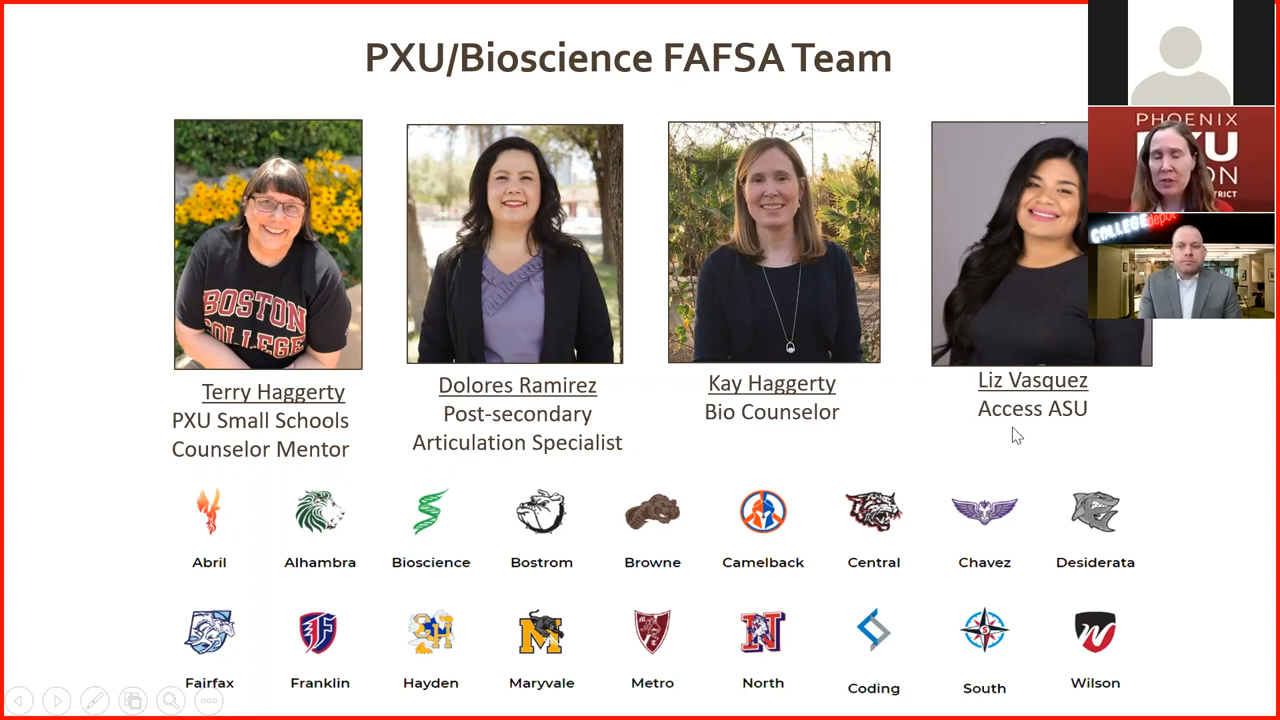 PXU/Bioscience FAFSA Team
PHOENIX
COLLEGE depot
BOSTON
COLLEGE
Terry Haggerty
PXU Small Schools
Counselor Mentor
Dolores Ramirez
Post-secondary
Articulation Specialist
Kay Haggerty
Bio Counselor
Liz Vasquez
Access ASU
Abril
Alhambra
Bioscience
Bostrom
Browne
Camelback
Central
Chavez
Desiderata
M
N
S
W
Fairfax
Franklin
Hayden
Maryvale
Metro
North
Coding
South
Wilson